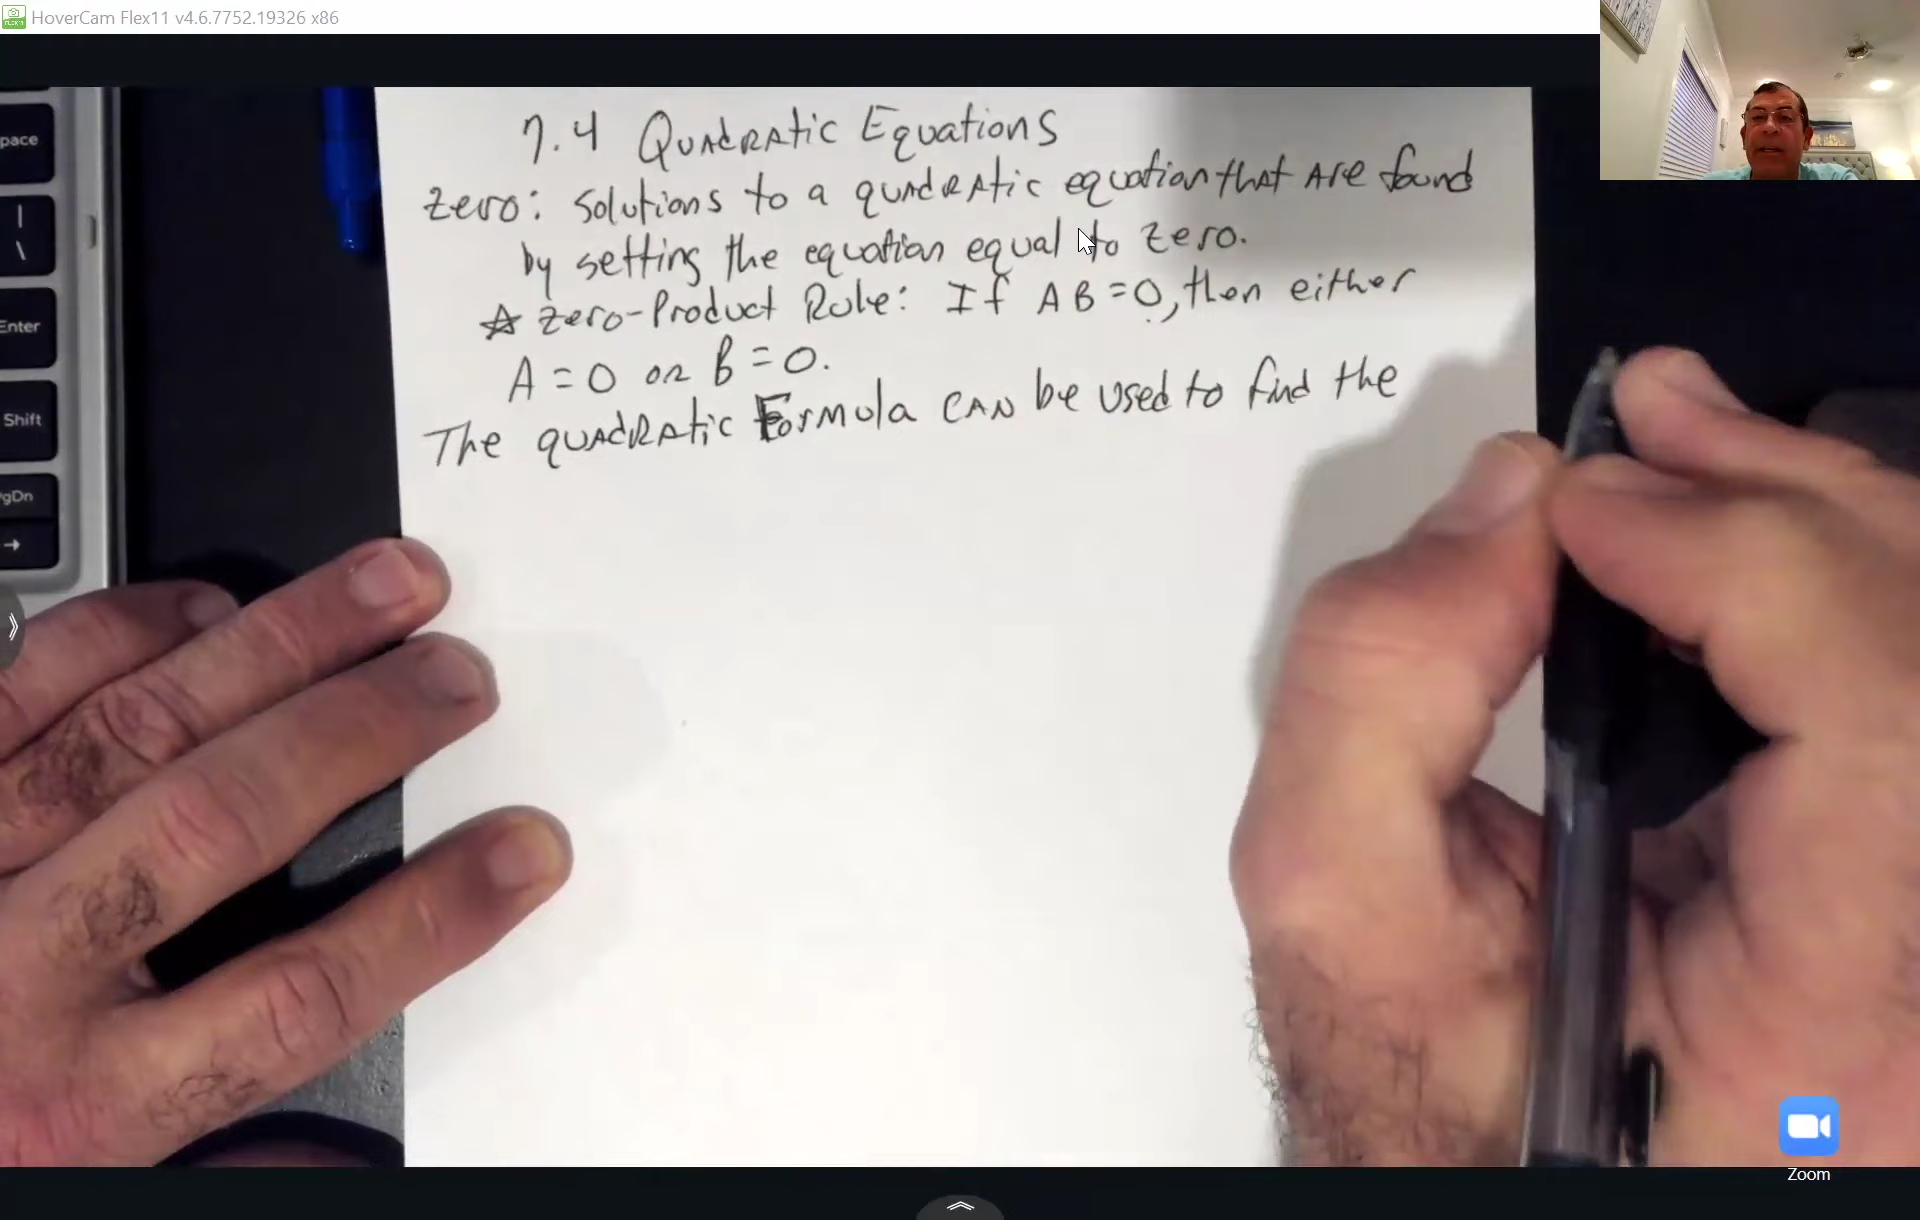 HoverCam Flex11 v4.6.7752.19326 x86
7.4 Quadratic Equations
Zero: Solutions to a quadratic equation that are found
by setting the equation equal to zero.
☆ Zero-Product Rule: If AB=0, then either
A=0 or B=0.
The quadratic Formula can be used to find the
pace
|
\
Enter
Shift
gDn
→
Zoom